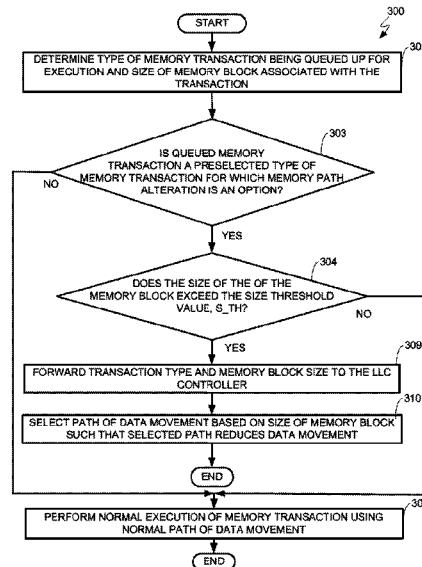 300
START
30
DETERMINE TYPE OF MEMORY TRANSACTION BEING QUEUED UP FOR
EXECUTION AND SIZE OF MEMORY BLOCK ASSOCIATED WITH THE
TRANSACTION
303
IS QUEUED MEMORY
TRANSACTION A PRESELECTED TYPE OF
MEMORY TRANSACTION FOR WHICH MEMORY PATH
ALTERATION IS AN OPTION?
NO
YES
304
DOES THE SIZE OF THE OF THE
MEMORY BLOCK EXCEED THE SIZE THRESHOLD
VALUE, S_TH?
NO
YES
309
FORWARD TRANSACTION TYPE AND MEMORY BLOCK SIZE TO THE LLC
CONTROLLER
310
SELECT PATH OF DATA MOVEMENT BASED ON SIZE OF MEMORY BLOCK
SUCH THAT SELECTED PATH REDUCES DATA MOVEMENT
END
30
PERFORM NORMAL EXECUTION OF MEMORY TRANSACTION USING
NORMAL PATH OF DATA MOVEMENT
END